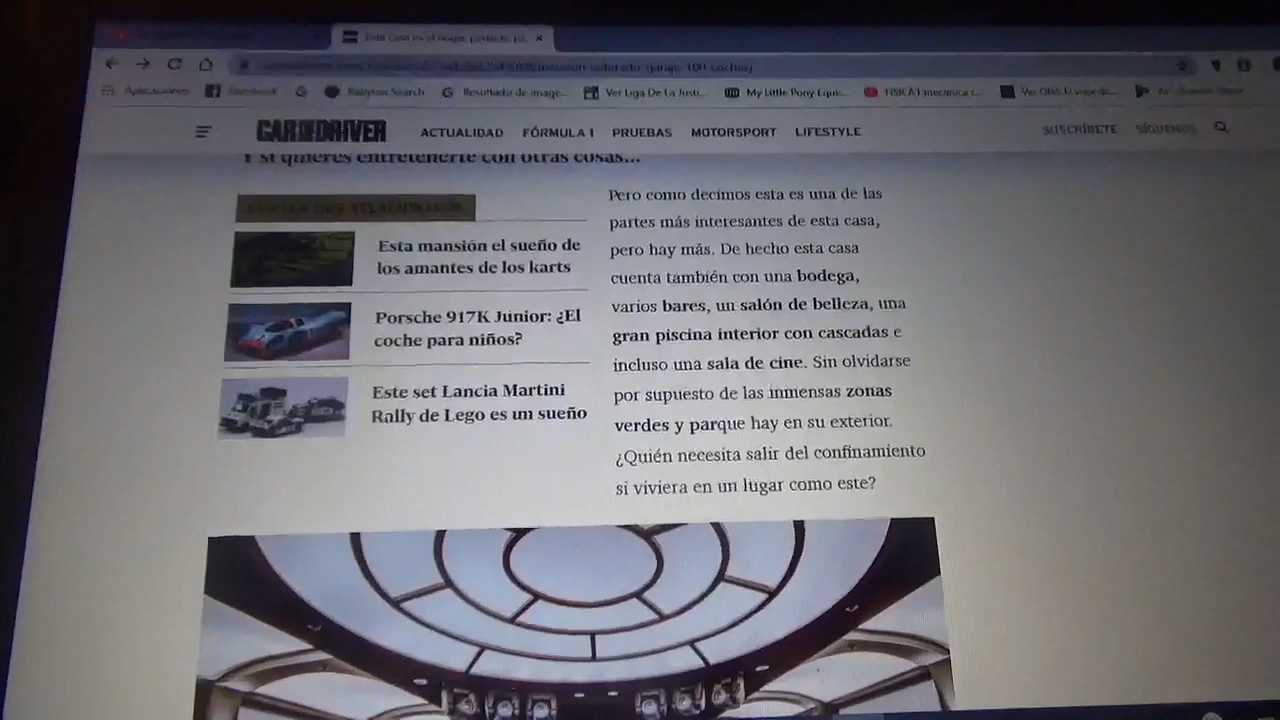 Aplicaciones Facebook Babylon Search Resultado de image... Ver Liga De La Justi... My Little Pony Eque... FISICA I mecanica c...
CAR AND DRIVER ACTUALIDAD FÓRMULA 1 PRUEBAS MOTORSPORT LIFESTYLE SUSCRÍBETE SÍGUENOS
Y si quieres entretenerte con otras cosas...
Esta mansión el sueño de
los amantes de los karts
Porsche 917K Junior: ¿El
coche para niños?
Este set Lancia Martini
Rally de Lego es un sueño
Pero como decimos esta es una de las
partes más interesantes de esta casa,
pero hay más. De hecho esta casa
cuenta también con una bodega,
varios bares, un salón de belleza, una
gran piscina interior con cascadas e
incluso una sala de cine. Sin olvidarse
por supuesto de las inmensas zonas
verdes y parque hay en su exterior.
¿Quién necesita salir del confinamiento
si viviera en un lugar como este?